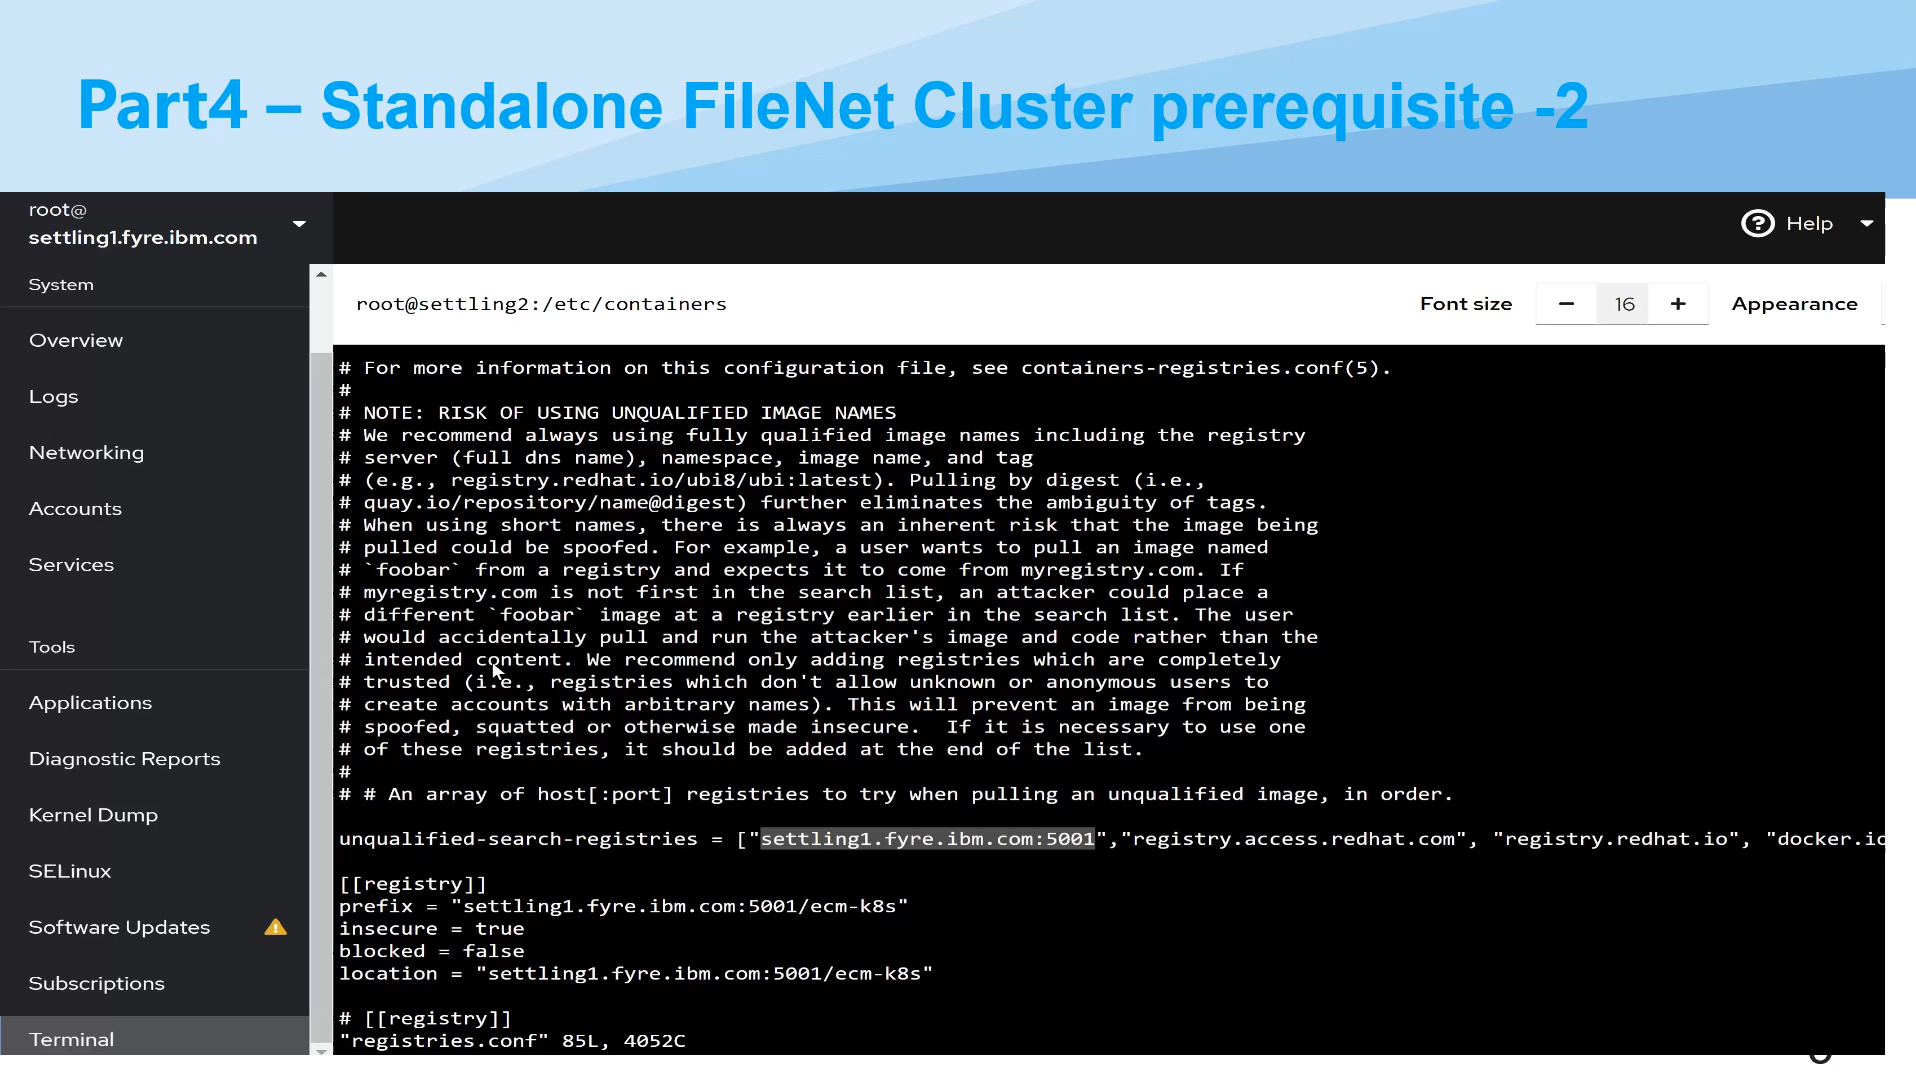 Part4 – Standalone FileNet Cluster prerequisite -2
root@
settling1.fyre.ibm.com
Help
System
Overview
Logs
Networking
Accounts
Services
Tools
Applications
Diagnostic Reports
Kernel Dump
SELinux
Software Updates
Subscriptions
Terminal
root@settling2:/etc/containers
Font size
16
Appearance
# For more information on this configuration file, see containers-registries.conf(5).
#
# NOTE: RISK OF USING UNQUALIFIED IMAGE NAMES
# We recommend always using fully qualified image names including the registry
# server (full dns name), namespace, image name, and tag
# (e.g., registry.redhat.io/ubi8/ubi:latest). Pulling by digest (i.e.,
# quay.io/repository/name@digest) further eliminates the ambiguity of tags.
# When using short names, there is always an inherent risk that the image being
# pulled could be spoofed. For example, a user wants to pull an image named
# `foobar` from a registry and expects it to come from myregistry.com. If
# myregistry.com is not first in the search list, an attacker could place a
# different `foobar` image at a registry earlier in the search list. The user
# would accidentally pull and run the attacker's image and code rather than the
# intended content. We recommend only adding registries which are completely
# trusted (i.e., registries which don't allow unknown or anonymous users to
# create accounts with arbitrary names). This will prevent an image from being
# spoofed, squatted or otherwise made insecure.  If it is necessary to use one
# of these registries, it should be added at the end of the list.
#
# # An array of host[:port] registries to try when pulling an unqualified image, in order.
unqualified-search-registries = ["settling1.fyre.ibm.com:5001","registry.access.redhat.com", "registry.redhat.io", "docker.io
[[registry]]
prefix = "settling1.fyre.ibm.com:5001/ecm-k8s"
insecure = true
blocked = false
location = "settling1.fyre.ibm.com:5001/ecm-k8s"
# [[registry]]
"registries.conf" 85L, 4052C